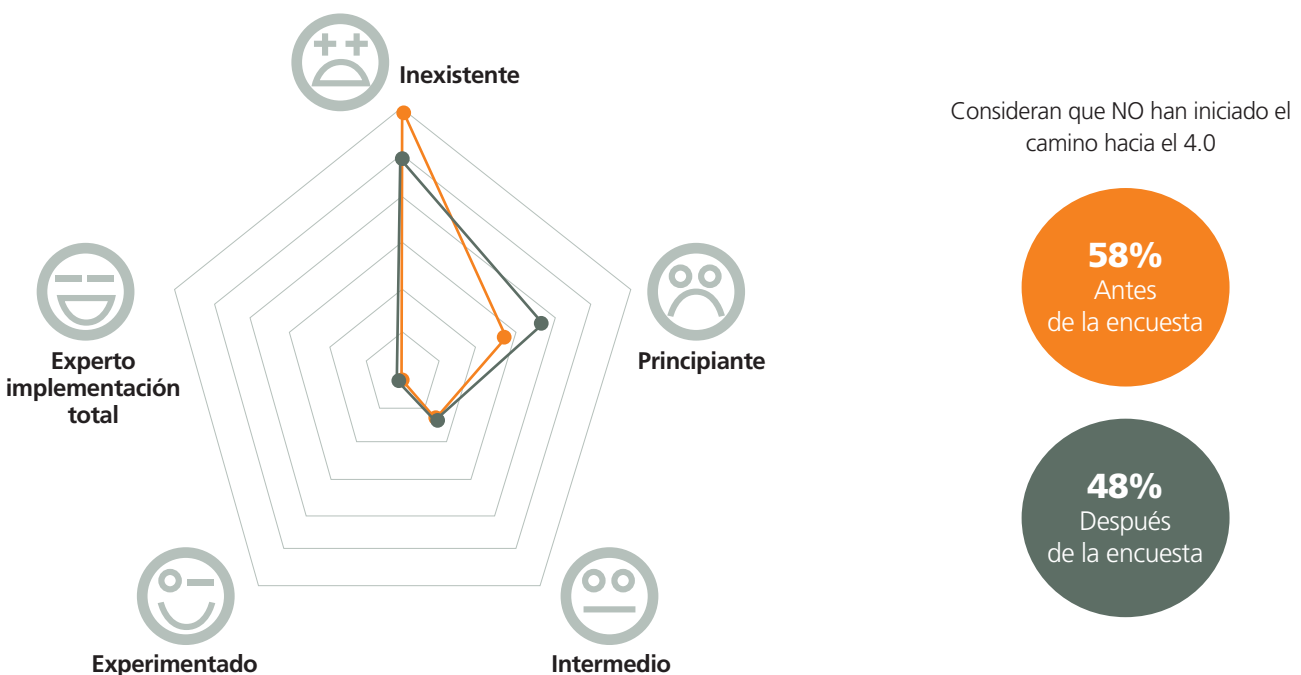 Inexistente
Principiante
Intermedio
Experimentado
Experto
implementación
total
Consideran que NO han iniciado el
camino hacia el 4.0
58%
Antes
de la encuesta
48%
Después
de la encuesta